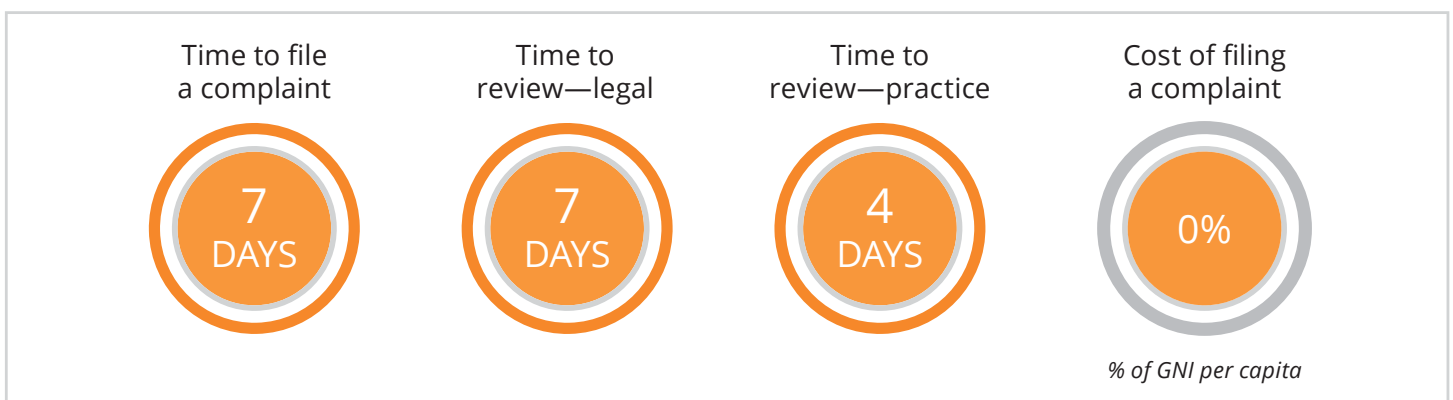 Time to file
a complaint
Time to
review—legal
Time to
review—practice
Cost of filing
a complaint
7
DAYS
7
DAYS
4
DAYS
0%
% of GNI per capita